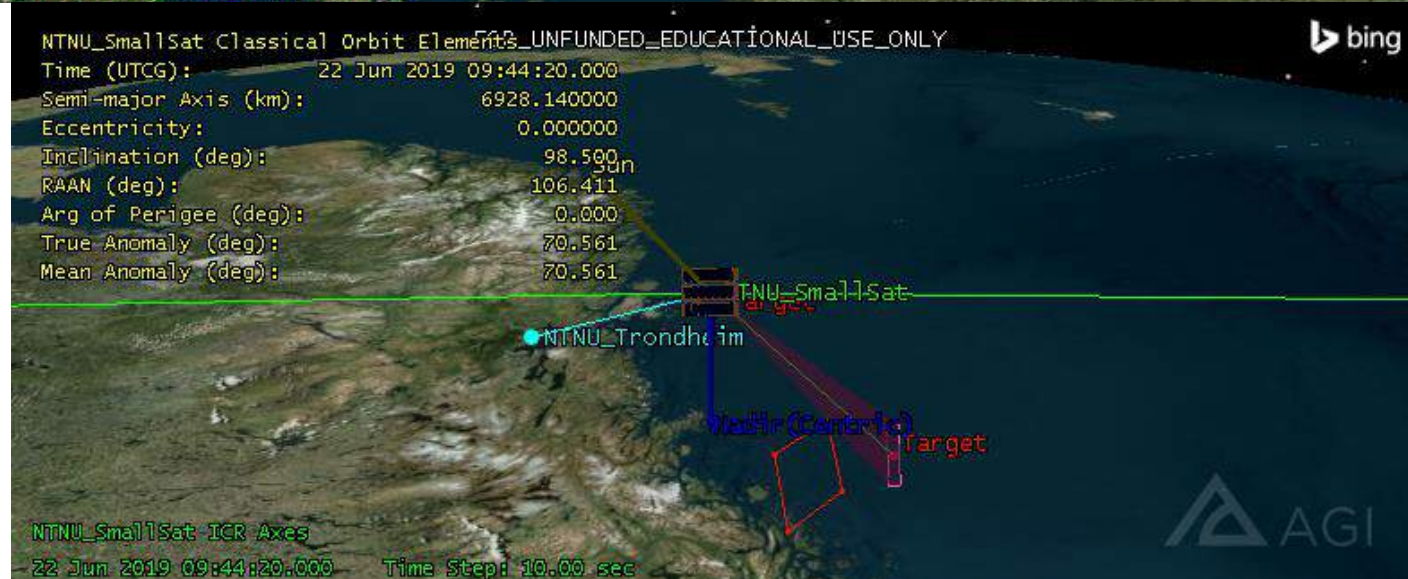 NTNU_SmallSat Classical Orbit Elements
_UNFUNDED_EDUCATIONAL_USE_ONLY
bing
Time (UTCG): 22 Jun 2019 09:44:20.000
Semi-major Axis (km): 6928.140000
Eccentricity: 0.000000
Inclination (deg): 98.500
Sun
RAAN (deg): 106.411
Arg of Perigee (deg): 0.000
True Anomaly (deg): 70.561
Mean Anomaly (deg): 70.561
TNU_SmallSat
NTNU_Trondheim
Nadir(Centric)
Target
AGI
NTNU_SmallSat ICR Axes
22 Jun 2019 09:44:20.000 Time Step: 10.00 sec